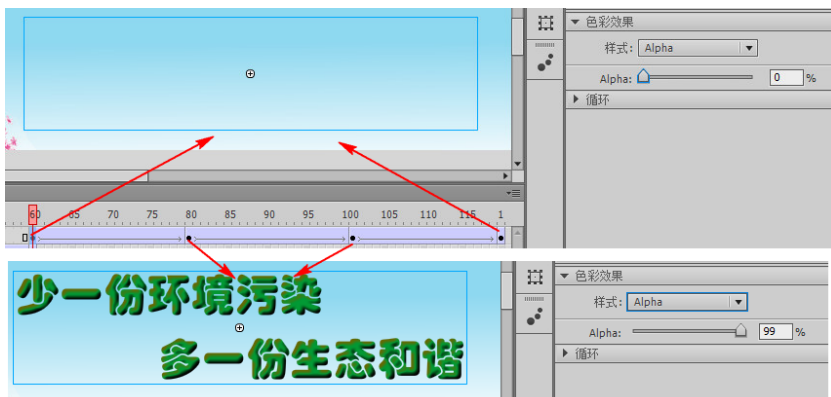 色彩效果
样式: Alpha
Alpha: 0 %
循环
60 65 70 75 80 85 90 95 100 105 110 115 1
少一份环境污染
多一份生态和谐
色彩效果
样式: Alpha
Alpha: 99 %
循环